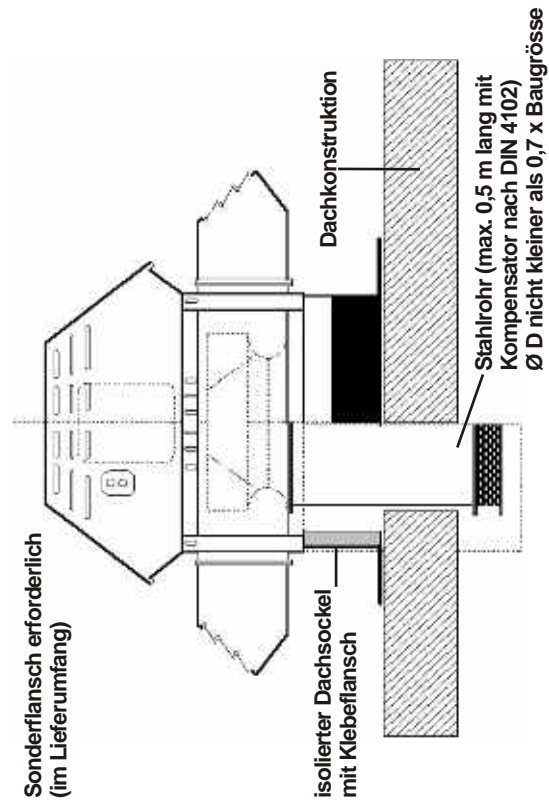 Sonderflansch erforderlich
(im Lieferumfang)
isolierter Dachsockel
mit Klebeflansch
Dachkonstruktion
Stahlrohr (max. 0,5 m lang mit
Kompensator nach DIN 4102)
Ø D nicht kleiner als 0,7 x Baugrösse